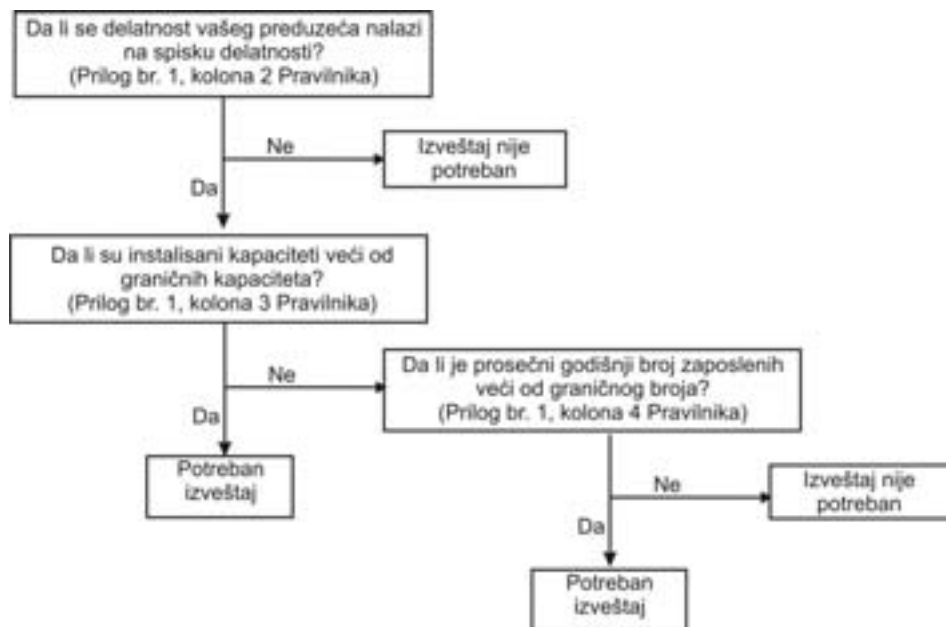 Da li se delatnost vašeg preduzeća nalazi
na spisku delatnosti?
(Prilog br. 1, kolona 2 Pravilnika)
Ne
Izveštaj nije
potreban
Da
Da li su instalisani kapaciteti veći od
graničnih kapaciteta?
(Prilog br. 1, kolona 3 Pravilnika)
Ne
Da li je prosečni godišnji broj zaposlenih
veći od graničnog broja?
(Prilog br. 1, kolona 4 Pravilnika)
Da
Potreban
izveštaj
Ne
Izveštaj nije
potreban
Da
Potreban
izveštaj